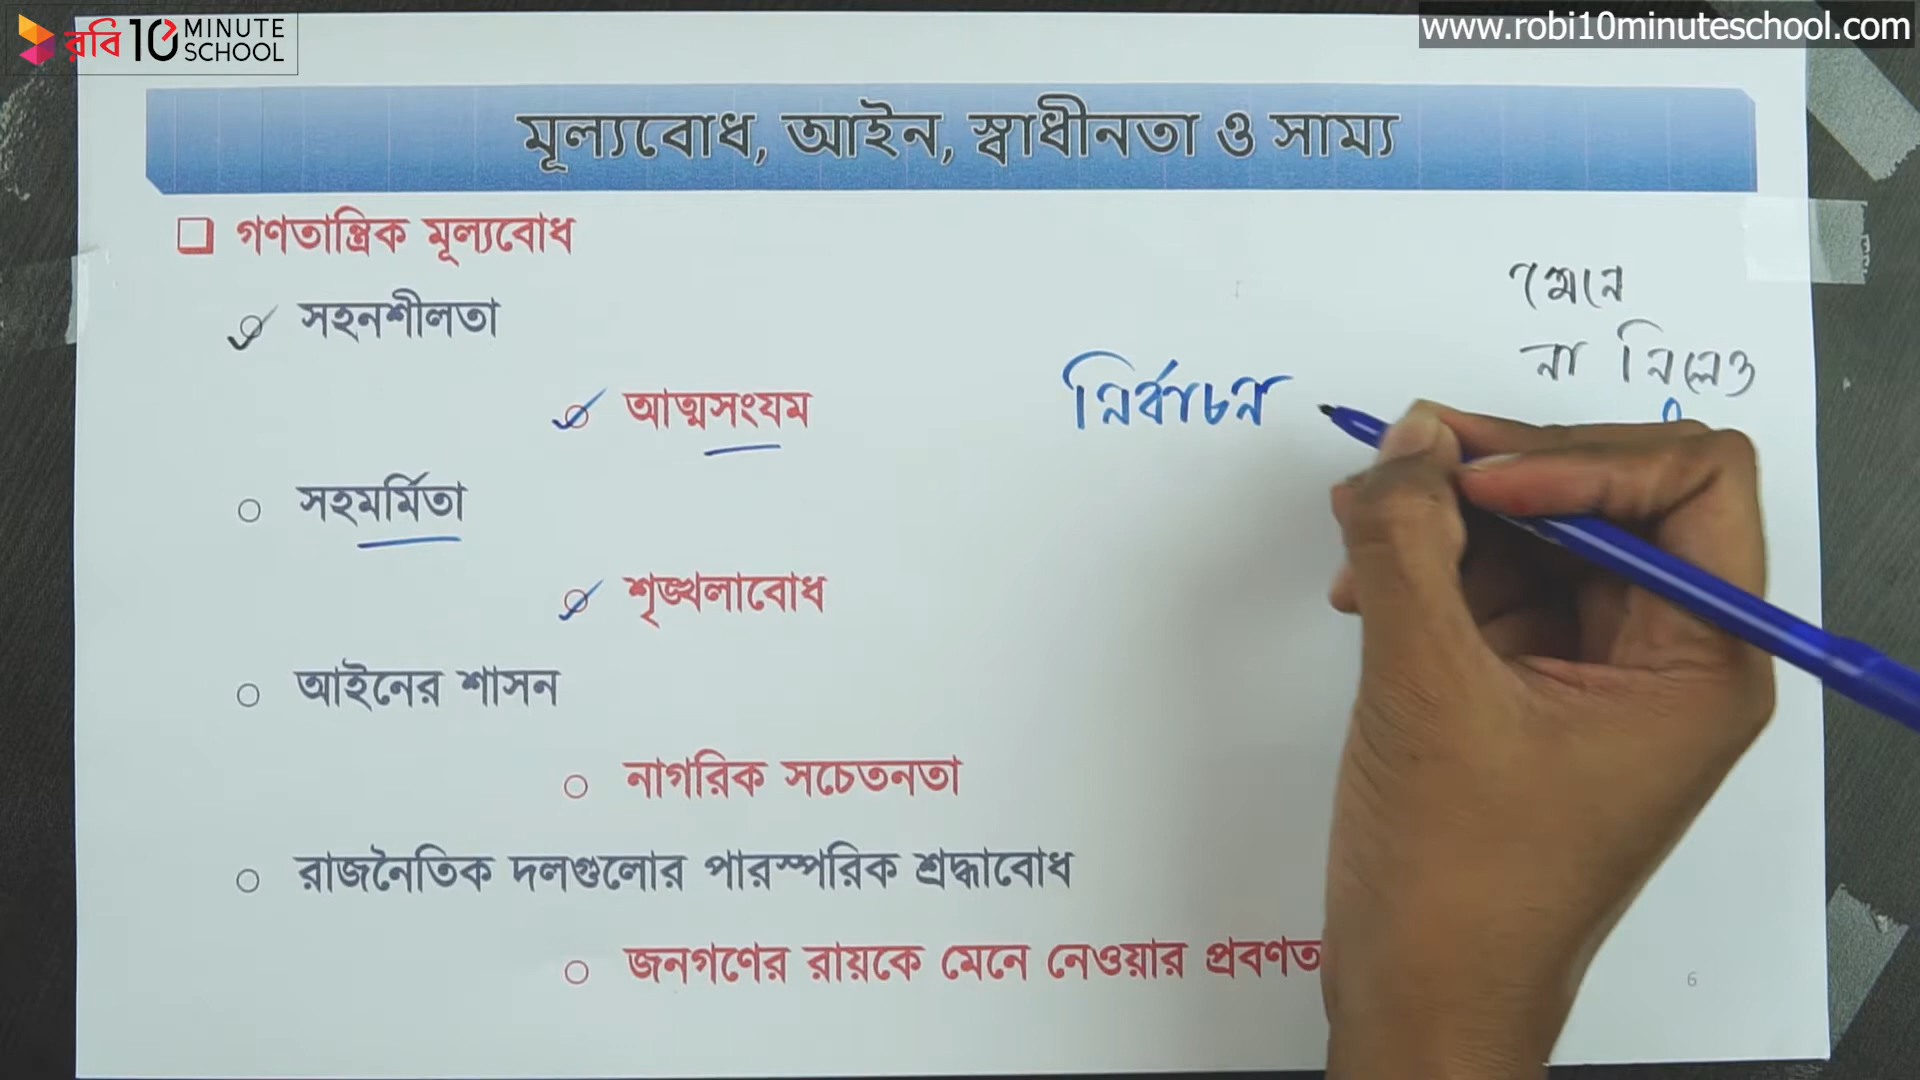 রবি 10 MINUTE SCHOOL
www.robi10minuteschool.com
মূল্যবোধ, আইন, স্বাধীনতা ও সাম্য
গণতান্ত্রিক মূল্যবোধ
সহনশীলতা
মেনে
না নিলেও
আত্মসংযম
নির্বাচন
সহমর্মিতা
শৃঙ্খলাবোধ
আইনের শাসন
নাগরিক সচেতনতা
রাজনৈতিক দলগুলোর পারস্পরিক শ্রদ্ধাবোধ
জনগণের রায়কে মেনে নেওয়ার
6